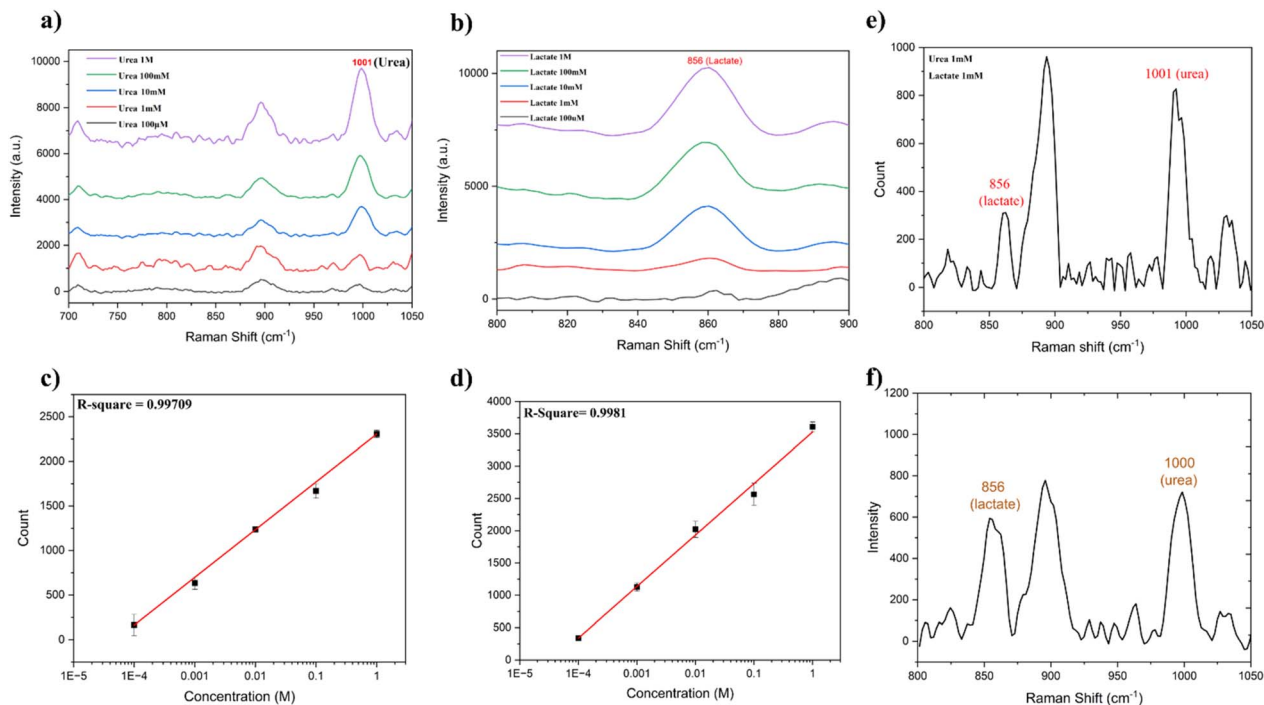 a)
1001 (Urea)
Urea 1M
Urea 100mM
Urea 10mM
Urea 1mM
Urea 100µM
10000
8000
6000
4000
2000
0
Intensity (a.u.)
700 750 800 850 900 950 1000 1050
Raman Shift (cm⁻¹)
b)
856 (Lactate)
Lactate 1M
Lactate 100mM
Lactate 10mM
Lactate 1mM
Lactate 100uM
10000
5000
0
Intensity (a.u.)
800 820 840 860 880 900
Raman Shift (cm⁻¹)
e)
Urea 1mM
Lactate 1mM
1001 (urea)
856
(lactate)
1000
800
600
400
200
0
Count
800 850 900 950 1000 1050
Raman shift (cm⁻¹)
c)
R-square = 0.99709
2500
2000
1500
1000
500
0
Count
1E−5 1E−4 0.001 0.01 0.1 1
Concentration (M)
d)
R-Square= 0.9981
4000
3500
3000
2500
2000
1500
1000
500
0
Count
1E−5 1E−4 0.001 0.01 0.1 1
Concentration (M)
f)
856
(lactate)
1000
(urea)
1200
1000
800
600
400
200
0
Intensity
800 850 900 950 1000 1050
Raman Shift (cm⁻¹)